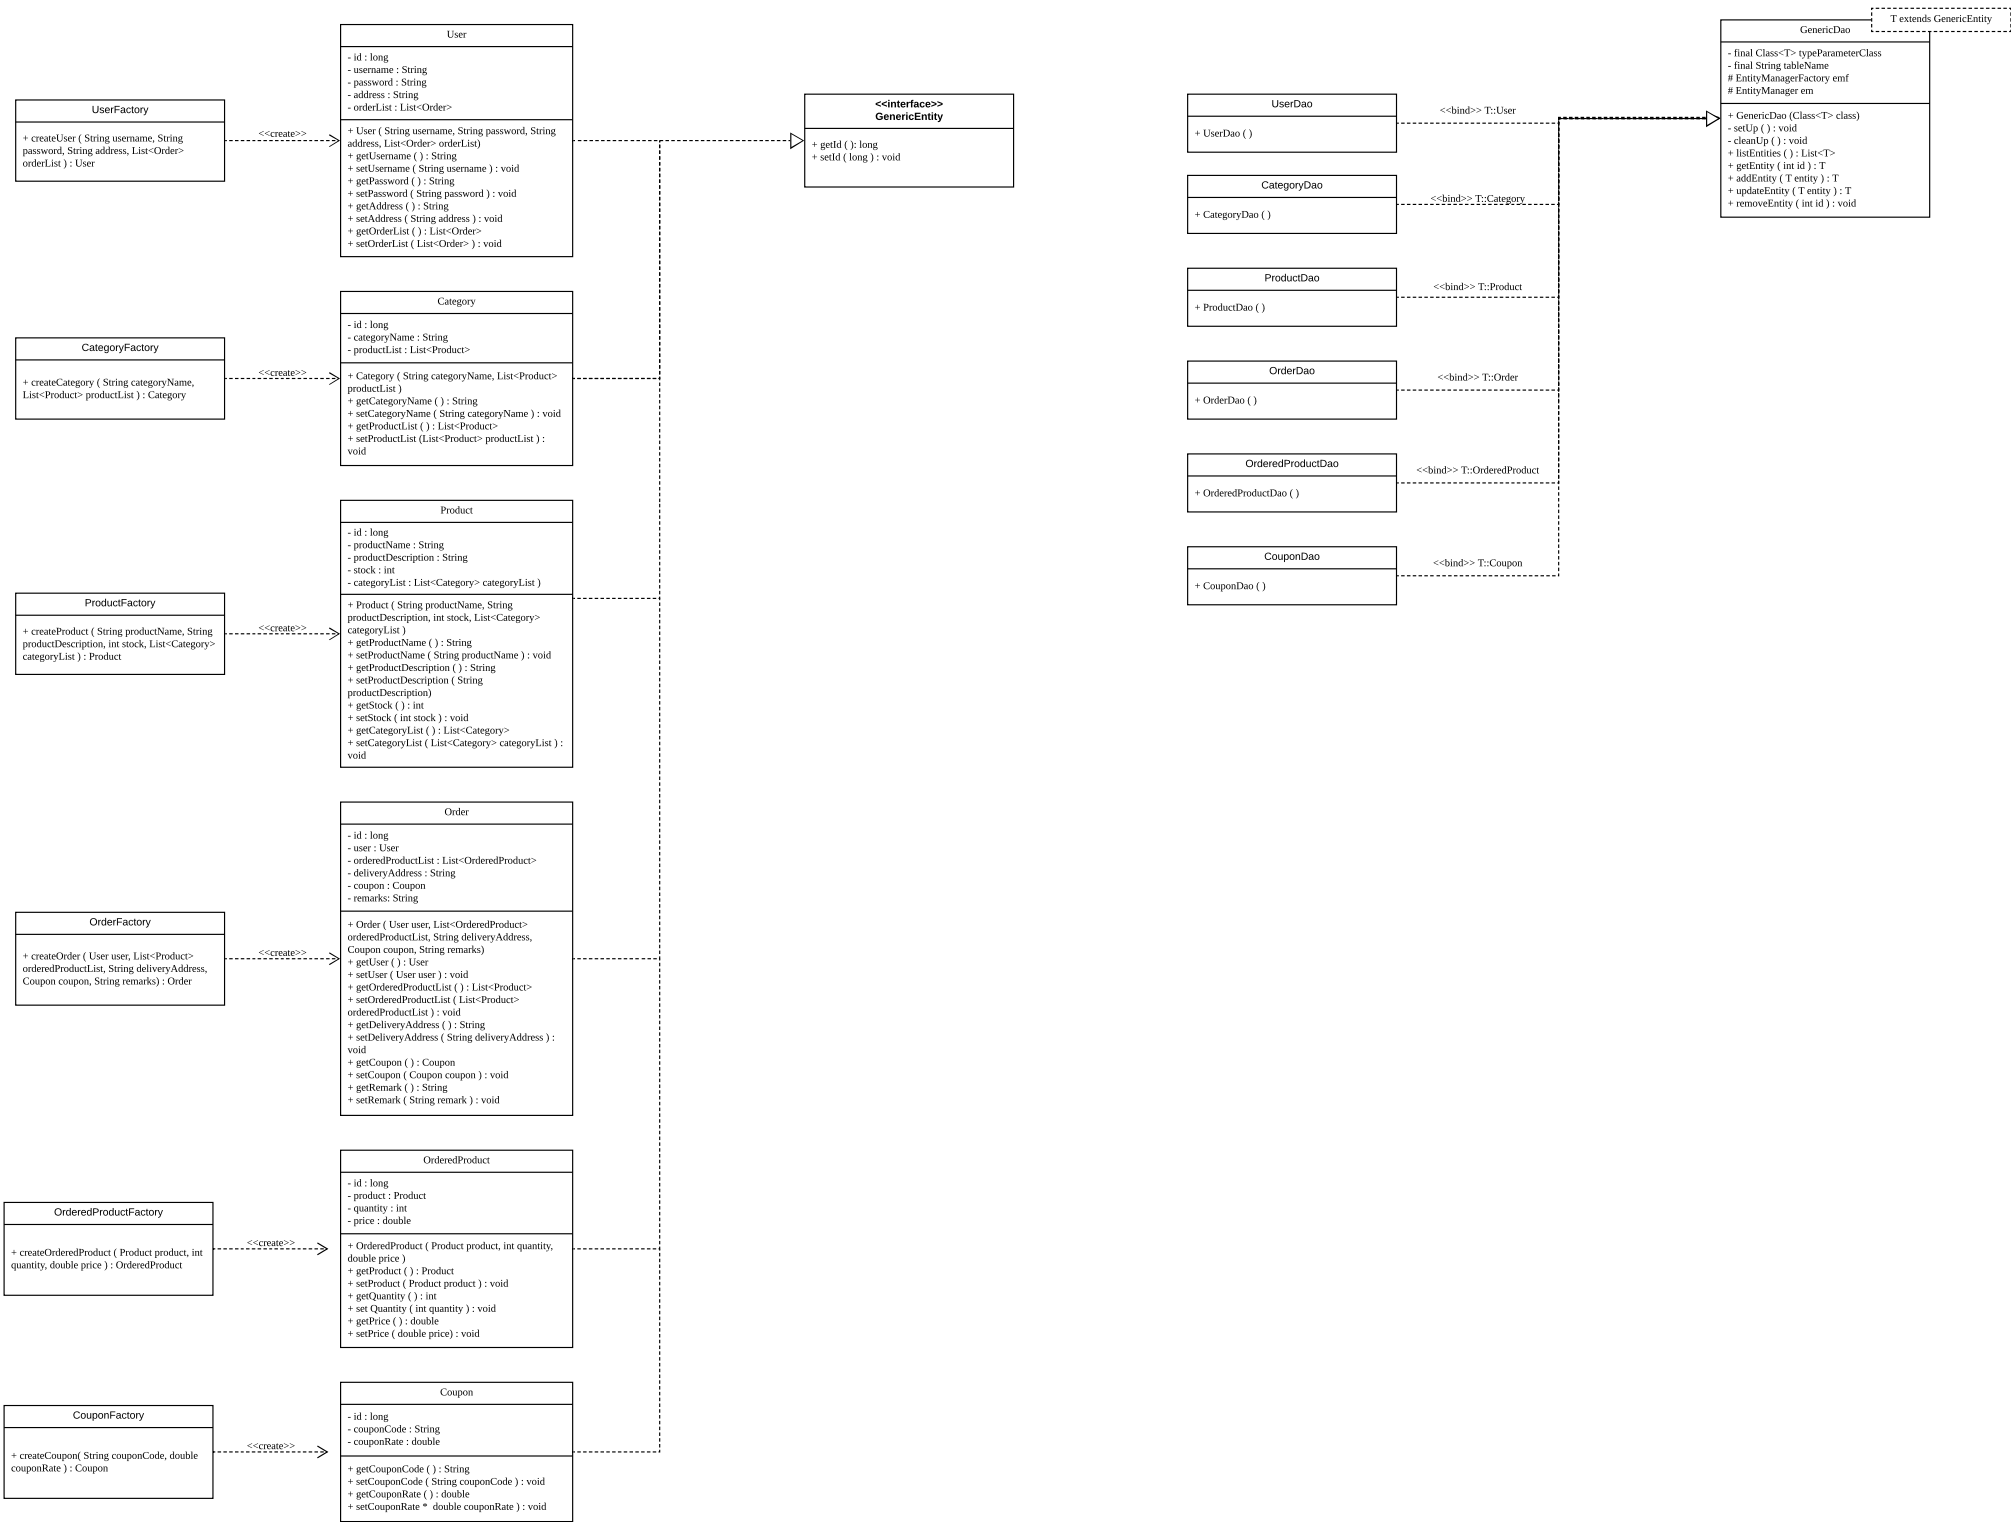 UserFactory
+ createUser ( String username, String
password, String address, List<Order>
orderList ) : User
<<create>>
User
- id : long
- username : String
- password : String
- address : String
- orderList : List<Order>
+ User ( String username, String password, String
address, List<Order> orderList)
+ getUsername ( ) : String
+ setUsername ( String username ) : void
+ getPassword ( ) : String
+ setPassword ( String password ) : void
+ getAddress ( ) : String
+ setAddress ( String address ) : void
+ getOrderList ( ) : List<Order>
+ setOrderList ( List<Order> ) : void
CategoryFactory
+ createCategory ( String categoryName,
List<Product> productList ) : Category
<<create>>
Category
- id : long
- categoryName : String
- productList : List<Product>
+ Category ( String categoryName, List<Product>
productList )
+ getCategoryName ( ) : String
+ setCategoryName ( String categoryName ) : void
+ getProductList ( ) : List<Product>
+ setProductList (List<Product> productList ) :
void
ProductFactory
+ createProduct ( String productName, String
productDescription, int stock, List<Category>
categoryList ) : Product
<<create>>
Product
- id : long
- productName : String
- productDescription : String
- stock : int
- categoryList : List<Category> categoryList )
+ Product ( String productName, String
productDescription, int stock, List<Category>
categoryList )
+ getProductName ( ) : String
+ setProductName ( String productName ) : void
+ getProductDescription ( ) : String
+ setProductDescription ( String
productDescription)
+ getStock ( ) : int
+ setStock ( int stock ) : void
+ getCategoryList ( ) : List<Category>
+ setCategoryList ( List<Category> categoryList ) :
void
OrderFactory
+ createOrder ( User user, List<Product>
orderedProductList, String deliveryAddress,
Coupon coupon, String remarks) : Order
<<create>>
Order
- id : long
- user : User
- orderedProductList : List<OrderedProduct>
- deliveryAddress : String
- coupon : Coupon
- remarks: String
+ Order ( User user, List<OrderedProduct>
orderedProductList, String deliveryAddress,
Coupon coupon, String remarks)
+ getUser ( ) : User
+ setUser ( User user ) : void
+ getOrderedProductList ( ) : List<Product>
+ setOrderedProductList ( List<Product>
orderedProductList ) : void
+ getDeliveryAddress ( ) : String
+ setDeliveryAddress ( String deliveryAddress ) :
void
+ getCoupon ( ) : Coupon
+ setCoupon ( Coupon coupon ) : void
+ getRemark ( ) : String
+ setRemark ( String remark ) : void
OrderedProductFactory
+ createOrderedProduct ( Product product, int
quantity, double price ) : OrderedProduct
<<create>>
OrderedProduct
- id : long
- product : Product
- quantity : int
- price : double
+ OrderedProduct ( Product product, int quantity,
double price )
+ getProduct ( ) : Product
+ setProduct ( Product product ) : void
+ getQuantity ( ) : int
+ set Quantity ( int quantity ) : void
+ getPrice ( ) : double
+ setPrice ( double price) : void
CouponFactory
+ createCoupon( String couponCode, double
couponRate ) : Coupon
<<create>>
Coupon
- id : long
- couponCode : String
- couponRate : double
+ getCouponCode ( ) : String
+ setCouponCode ( String couponCode ) : void
+ getCouponRate ( ) : double
+ setCouponRate *  double couponRate ) : void
<<interface>>
GenericEntity
+ getId ( ): long
+ setId ( long ) : void
UserDao
+ UserDao ( )
<<bind>> T::User
CategoryDao
+ CategoryDao ( )
<<bind>> T::Category
ProductDao
+ ProductDao ( )
<<bind>> T::Product
OrderDao
+ OrderDao ( )
<<bind>> T::Order
OrderedProductDao
+ OrderedProductDao ( )
<<bind>> T::OrderedProduct
CouponDao
+ CouponDao ( )
<<bind>> T::Coupon
T extends GenericEntity
GenericDao
- final Class<T> typeParameterClass
- final String tableName
# EntityManagerFactory emf
# EntityManager em
+ GenericDao (Class<T> class)
- setUp ( ) : void
- cleanUp ( ) : void
+ listEntities ( ) : List<T>
+ getEntity ( int id ) : T
+ addEntity ( T entity ) : T
+ updateEntity ( T entity ) : T
+ removeEntity ( int id ) : void